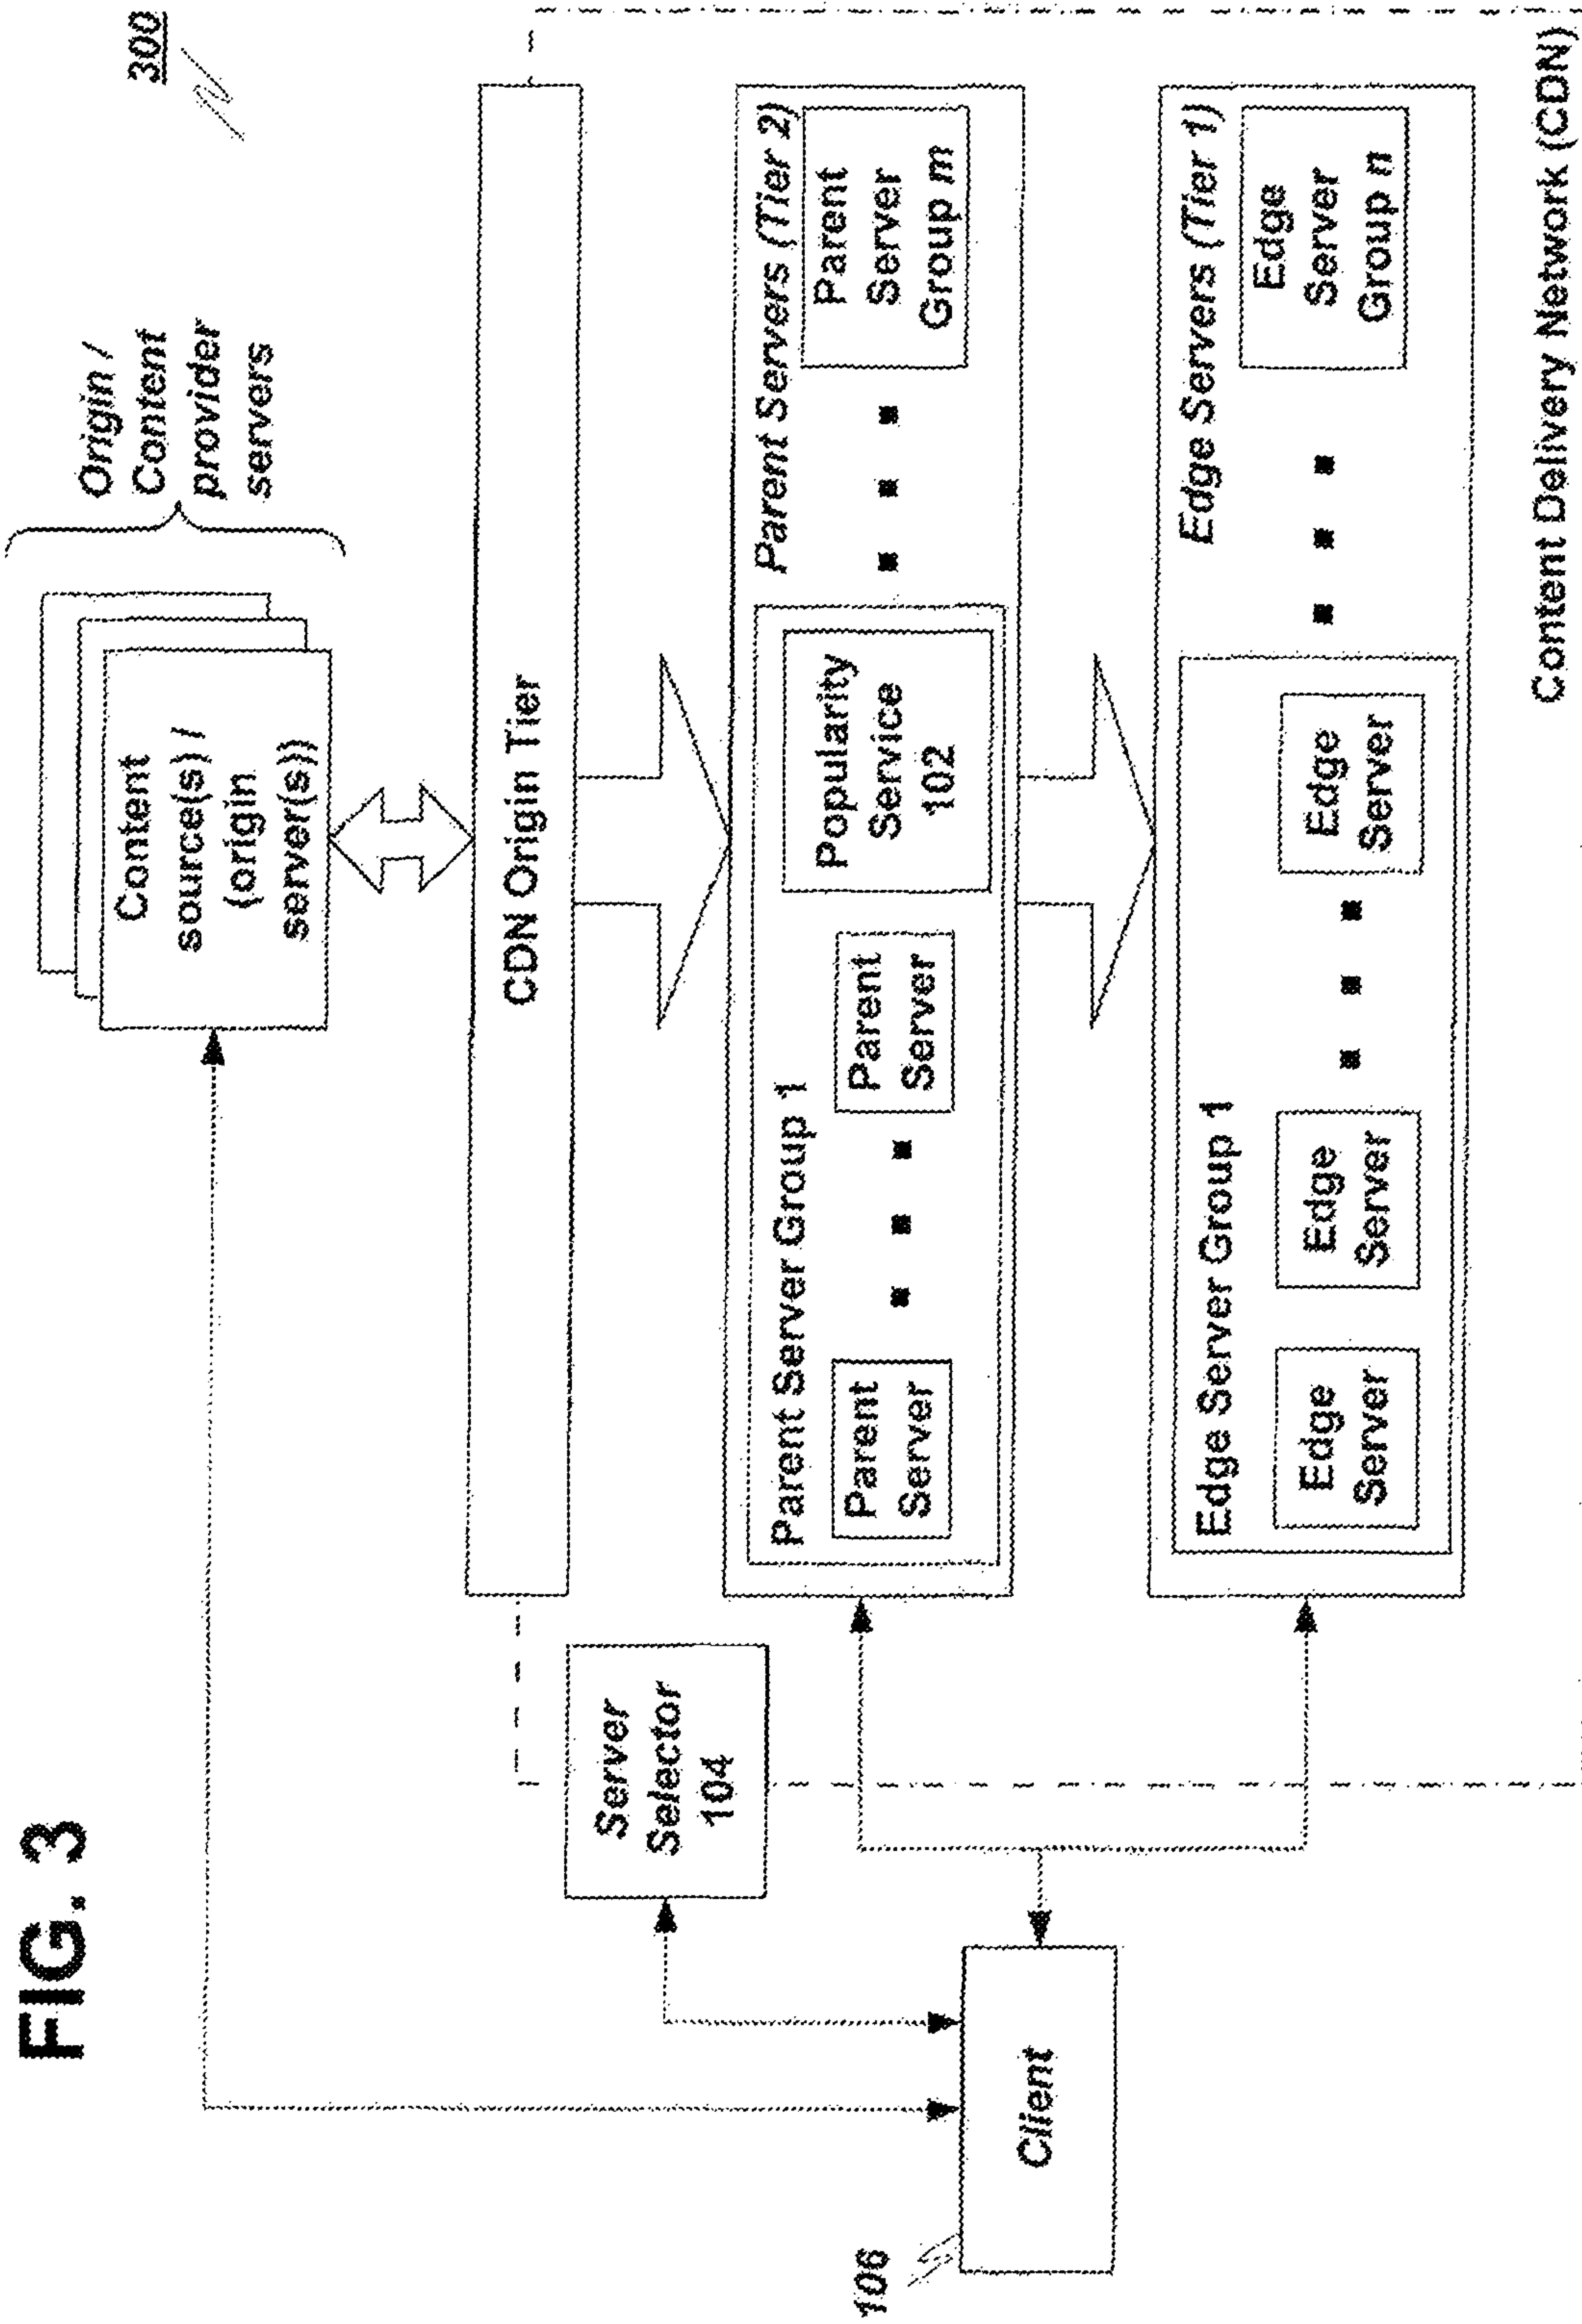 FIG. 3
300
Origin /
Content
provider
servers
Content
source(s) /
(origin
server(s))
CDN Origin Tier
Server
Selector
104
Parent Servers (Tier 2)
Parent Server Group 1
Parent
Server
Parent
Server
Popularity
Service
102
Parent
Server
Group m
106
Client
Edge Servers (Tier 1)
Edge Server Group 1
Edge
Server
Edge
Server
Edge
Server
Edge
Server
Group n
Content Delivery Network (CDN)